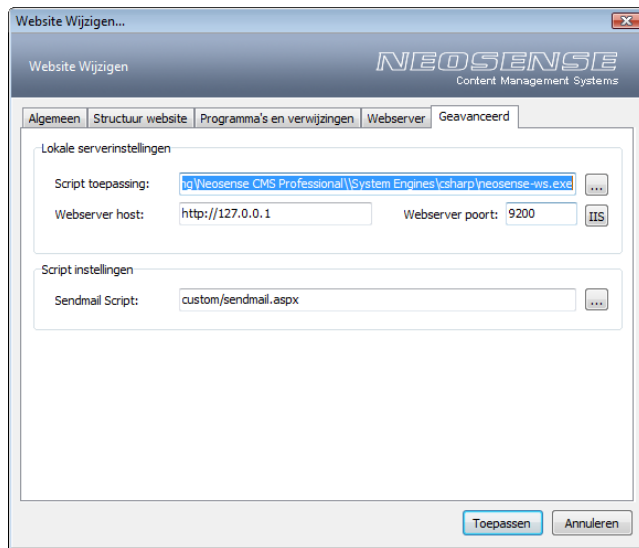 Website Wijzigen...
Website Wijzigen
NEOSENSE
Content Management Systems
Algemeen Structuur website Programma's en verwijzingen Webserver Geavanceerd
Lokale serverinstellingen
Script toepassing: ng\Neosense CMS Professional\\System Engines\csharp\neosense-ws.exe ...
Webserver host: http://127.0.0.1 Webserver poort: 9200 IIS
Script instellingen
Sendmail Script: custom/sendmail.aspx ...
Toepassen Annuleren